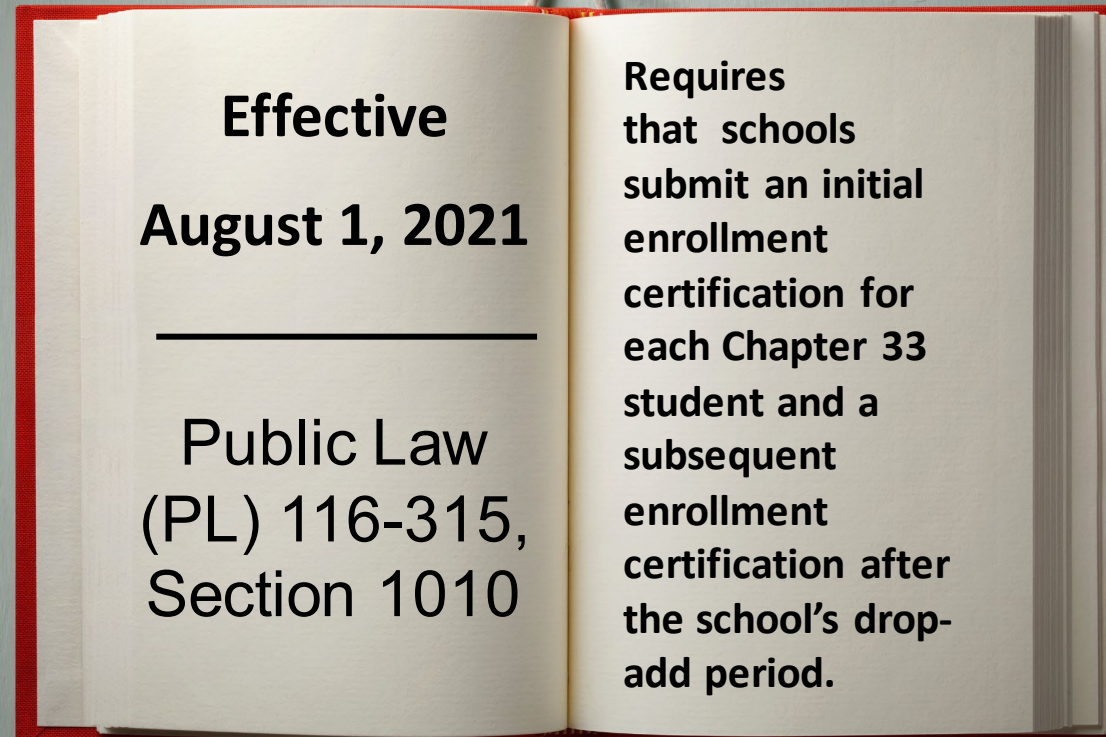 Effective
August 1, 2021
Public Law
(PL) 116-315,
Section 1010
Requires
that schools
submit an initial
enrollment
certification for
each Chapter 33
student and a
subsequent
enrollment
certification after
the school’s drop-
add period.